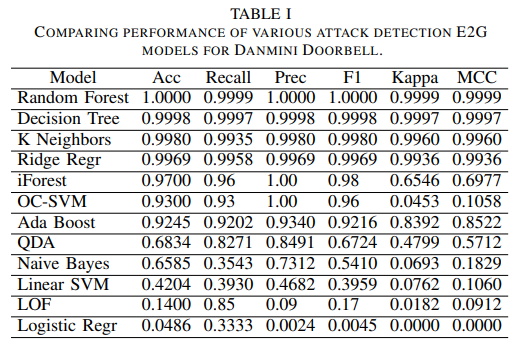 TABLE I
COMPARING PERFORMANCE OF VARIOUS ATTACK DETECTION E2G
MODELS FOR DANMINI DOORBELL.
Model Acc Recall Prec F1 Kappa MCC
Random Forest 1.0000 0.9999 1.0000 1.0000 0.9999 0.9999
Decision Tree 0.9998 0.9997 0.9998 0.9998 0.9997 0.9997
K Neighbors 0.9980 0.9935 0.9980 0.9980 0.9960 0.9960
Ridge Regr 0.9969 0.9958 0.9969 0.9969 0.9936 0.9936
iForest 0.9700 0.96 1.00 0.98 0.6546 0.6977
OC-SVM 0.9300 0.93 1.00 0.96 0.0453 0.1058
Ada Boost 0.9245 0.9202 0.9340 0.9216 0.8392 0.8522
QDA 0.6834 0.8271 0.8491 0.6724 0.4799 0.5712
Naive Bayes 0.6585 0.3543 0.7312 0.5410 0.0693 0.1829
Linear SVM 0.4204 0.3930 0.4682 0.3959 0.0762 0.1060
LOF 0.1400 0.85 0.09 0.17 0.0182 0.0912
Logistic Regr 0.0486 0.3333 0.0024 0.0045 0.0000 0.0000